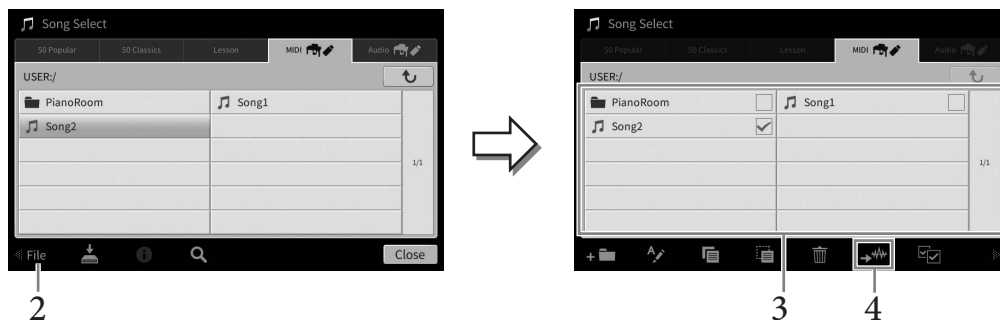 Song Select
50 Popular 50 Classics Lesson MIDI Audio
USER:/
PianoRoom Song1
Song2
1/1
File Close
2
Song Select
50 Popular 50 Classics Lesson MIDI Audio
USER:/
PianoRoom Song1
Song2
1/1
3 4